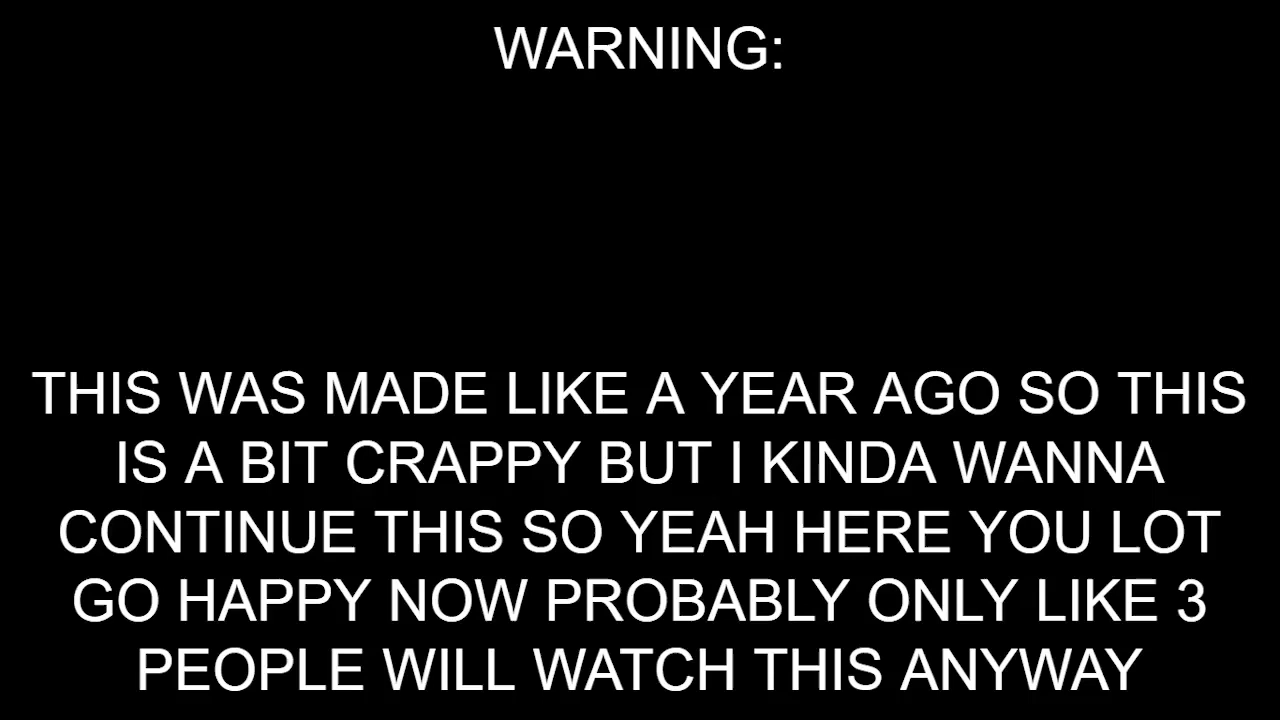 WARNING:
THIS WAS MADE LIKE A YEAR AGO SO THIS
IS A BIT CRAPPY BUT I KINDA WANNA
CONTINUE THIS SO YEAH HERE YOU LOT
GO HAPPY NOW PROBABLY ONLY LIKE 3
PEOPLE WILL WATCH THIS ANYWAY